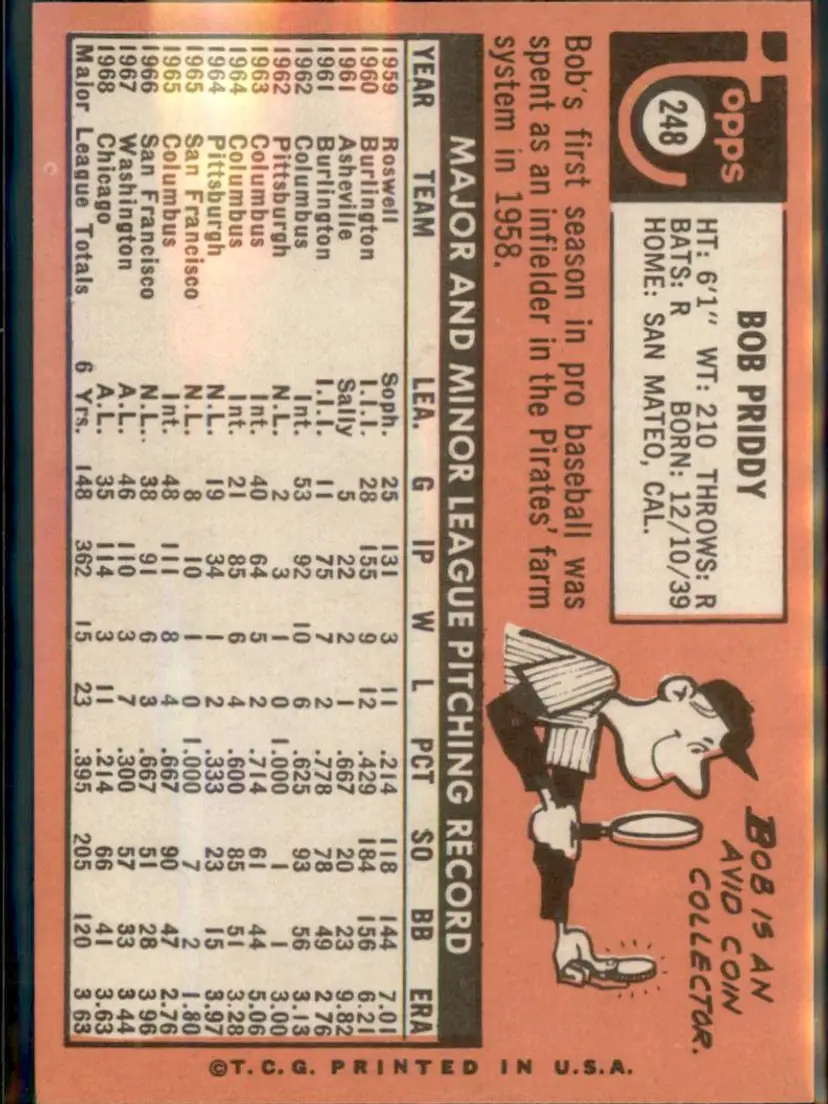 Topps
248
BOB PRIDDY
HT: 6'1" WT: 210 THROWS: R
BATS: R BORN: 12/10/39
HOME: SAN MATEO, CAL.
BOB IS AN
AVID COIN
COLLECTOR.
Bob's first season in pro baseball was
spent as an infielder in the Pirates' farm
system in 1958.
MAJOR AND MINOR LEAGUE PITCHING RECORD
YEAR TEAM LEA. G IP W L PCT SO BB ERA
1959 Roswell Soph. 25 131 3 11 .214 118 144 7.01
1960 Burlington I.I.I. 28 155 9 12 .429 184 156 6.21
1961 Asheville Sally 5 22 2 1 .667 20 23 9.82
1961 Burlington I.I.I. 11 75 7 2 .778 78 49 2.76
1962 Columbus Int. 53 92 10 6 .625 93 56 3.13
1962 Pittsburgh N.L. 2 3 1 0 1.000 1 1 3.00
1963 Columbus Int. 40 64 5 2 .714 61 44 5.06
1964 Columbus Int. 21 85 6 4 .600 85 51 3.28
1964 Pittsburgh N.L. 19 34 1 2 .333 23 15 3.97
1965 San Francisco N.L. 8 10 1 0 1.000 7 2 1.80
1965 Columbus Int. 48 111 8 4 .667 90 47 2.76
1966 San Francisco N.L. 38 91 6 3 .667 51 28 3.96
1967 Washington A.L. 46 110 3 7 .300 57 33 3.44
1968 Chicago A.L. 35 114 3 11 .214 66 41 3.63
Major League Totals 6 Yrs. 148 362 15 23 .395 205 120 3.63
©T.C.G. PRINTED IN U.S.A.